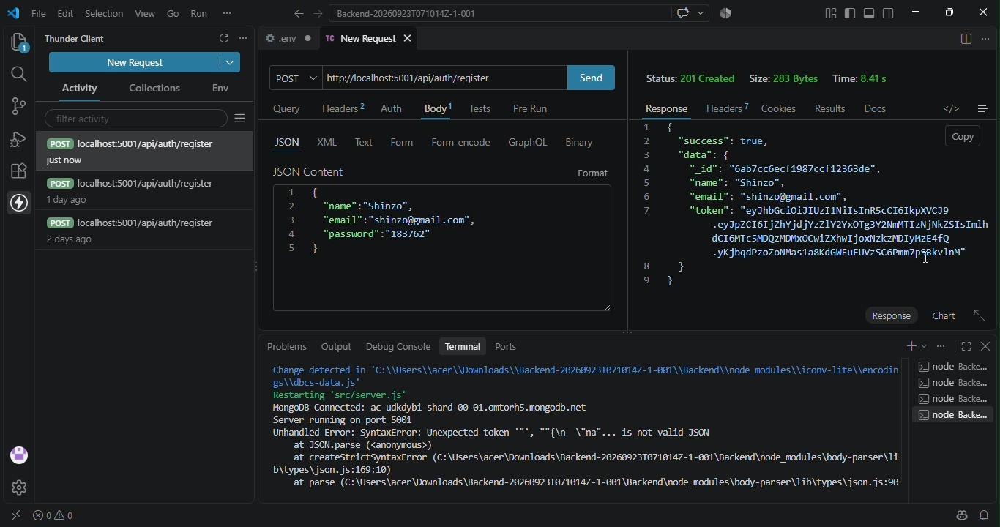 File Edit Selection View Go Run ···
Backend-20260923T071014Z-1-001
Thunder Client
New Request
Activity Collections Env
filter activity
POST localhost:5001/api/auth/register
just now
POST localhost:5001/api/auth/register
1 day ago
POST localhost:5001/api/auth/register
2 days ago
1
.env
TC New Request
POST http://localhost:5001/api/auth/register Send
Query Headers 2 Auth Body 1 Tests Pre Run
JSON XML Text Form Form-encode GraphQL Binary
JSON Content Format
1 {
2 "name":"Shinzo",
3 "email":"shinzo@gmail.com",
4 "password":"183762"
5 }
Status: 201 Created Size: 283 Bytes Time: 8.41 s
Response Headers 7 Cookies Results Docs </>
Copy
1 {
2 "success": true,
3 "data": {
4 "_id": "6ab7cc6ecf1987ccf12363de",
5 "name": "Shinzo",
6 "email": "shinzo@gmail.com",
7 "token": "eyJhbGciOiJIUzI1NiIsInR5cCI6IkpXVCJ9
.eyJpZCI6IjZhYjdjYzZlY2YxOTg3Y2NmMTIzNjNkZSIsImlh
dCI6MTc5MDQzMDMxOCwiZXhwIjoxNzkzMDIyMzE4fQ
.yKjbqdPzoZoNMas1a8KdGWFuFUVzSC6Pmm7pSBkvlnM"
8 }
9 }
Response Chart
Problems Output Debug Console Terminal Ports
Change detected in 'C:\\Users\\acer\\Downloads\\Backend-20260923T071014Z-1-001\\Backend\\node_modules\\iconv-lite\\encodin
gs\\dbcs-data.js'
Restarting 'src/server.js'
MongoDB Connected: ac-udkdybi-shard-00-01.omtorh5.mongodb.net
Server running on port 5001
Unhandled Error: SyntaxError: Unexpected token '"', ""{\n  \"na"... is not valid JSON
at JSON.parse (<anonymous>)
at createStrictSyntaxError (C:\Users\acer\Downloads\Backend-20260923T071014Z-1-001\Backend\node_modules\body-parser\li
b\types\json.js:169:10)
at parse (C:\Users\acer\Downloads\Backend-20260923T071014Z-1-001\Backend\node_modules\body-parser\lib\types\json.js:90
node Backe...
node Backe...
node Backe...
node Backe...
0 0